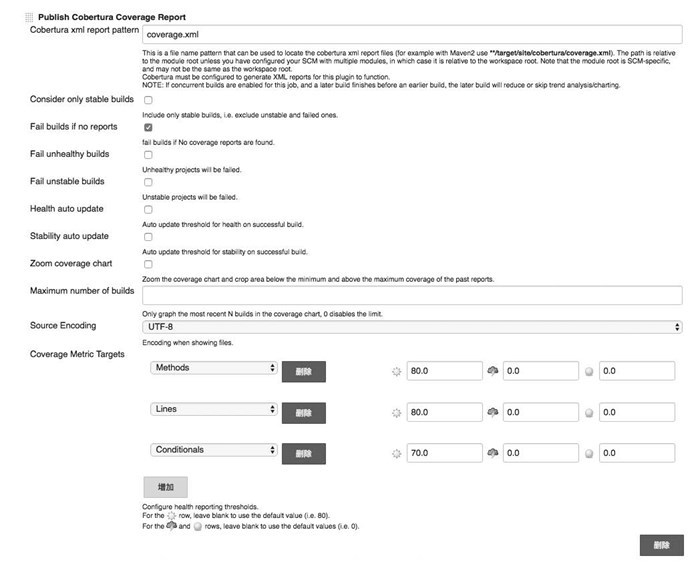 Publish Cobertura Coverage Report
Cobertura xml report pattern
coverage.xml
This is a file name pattern that can be used to locate the cobertura xml report files (for example with Maven2 use **/target/site/cobertura/coverage.xml). The path is relative
to the module root unless you have configured your SCM with multiple modules, in which case it is relative to the workspace root. Note that the module root is SCM-specific,
and may not be the same as the workspace root.
Cobertura must be configured to generate XML reports for this plugin to function.
NOTE: If concurrent builds are enabled for this job, and a later build finishes before an earlier build, the later build will reduce or skip trend analysis/charting.
Consider only stable builds
Include only stable builds, i.e. exclude unstable and failed ones.
Fail builds if no reports
fail builds if No coverage reports are found.
Fail unhealthy builds
Unhealthy projects will be failed.
Fail unstable builds
Unstable projects will be failed.
Health auto update
Auto update threshold for health on successful build.
Stability auto update
Auto update threshold for stability on successful build.
Zoom coverage chart
Zoom the coverage chart and crop area below the minimum and above the maximum coverage of the past reports.
Maximum number of builds
Only graph the most recent N builds in the coverage chart, 0 disables the limit.
Source Encoding
UTF-8
Encoding when showing files.
Coverage Metric Targets
Methods 删除 80.0 0.0 0.0
Lines 删除 80.0 0.0 0.0
Conditionals 删除 70.0 0.0 0.0
增加
Configure health reporting thresholds.
For the row, leave blank to use the default value (i.e. 80).
For the and rows, leave blank to use the default values (i.e. 0).
删除